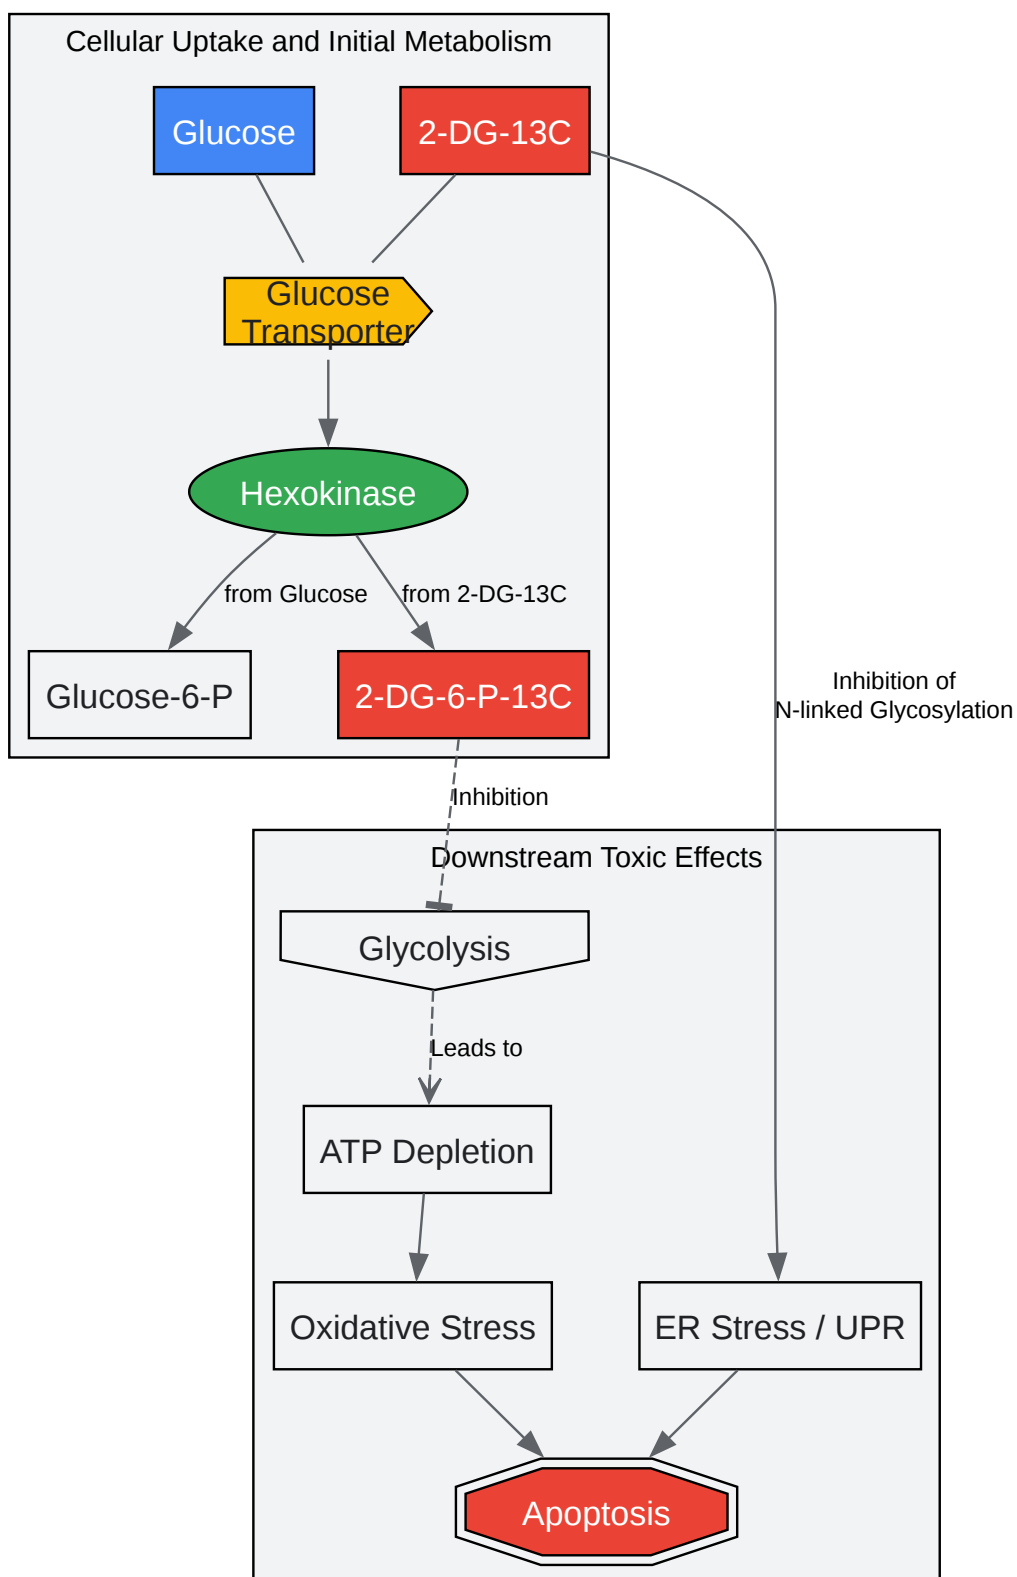 Cellular Uptake and Initial Metabolism
Glucose
2-DG-13C
Glucose
Transporter
Hexokinase
from Glucose
from 2-DG-13C
Glucose-6-P
2-DG-6-P-13C
Inhibition of
N-linked Glycosylation
Inhibition
Downstream Toxic Effects
Glycolysis
Leads to
ATP Depletion
Oxidative Stress
ER Stress / UPR
Apoptosis